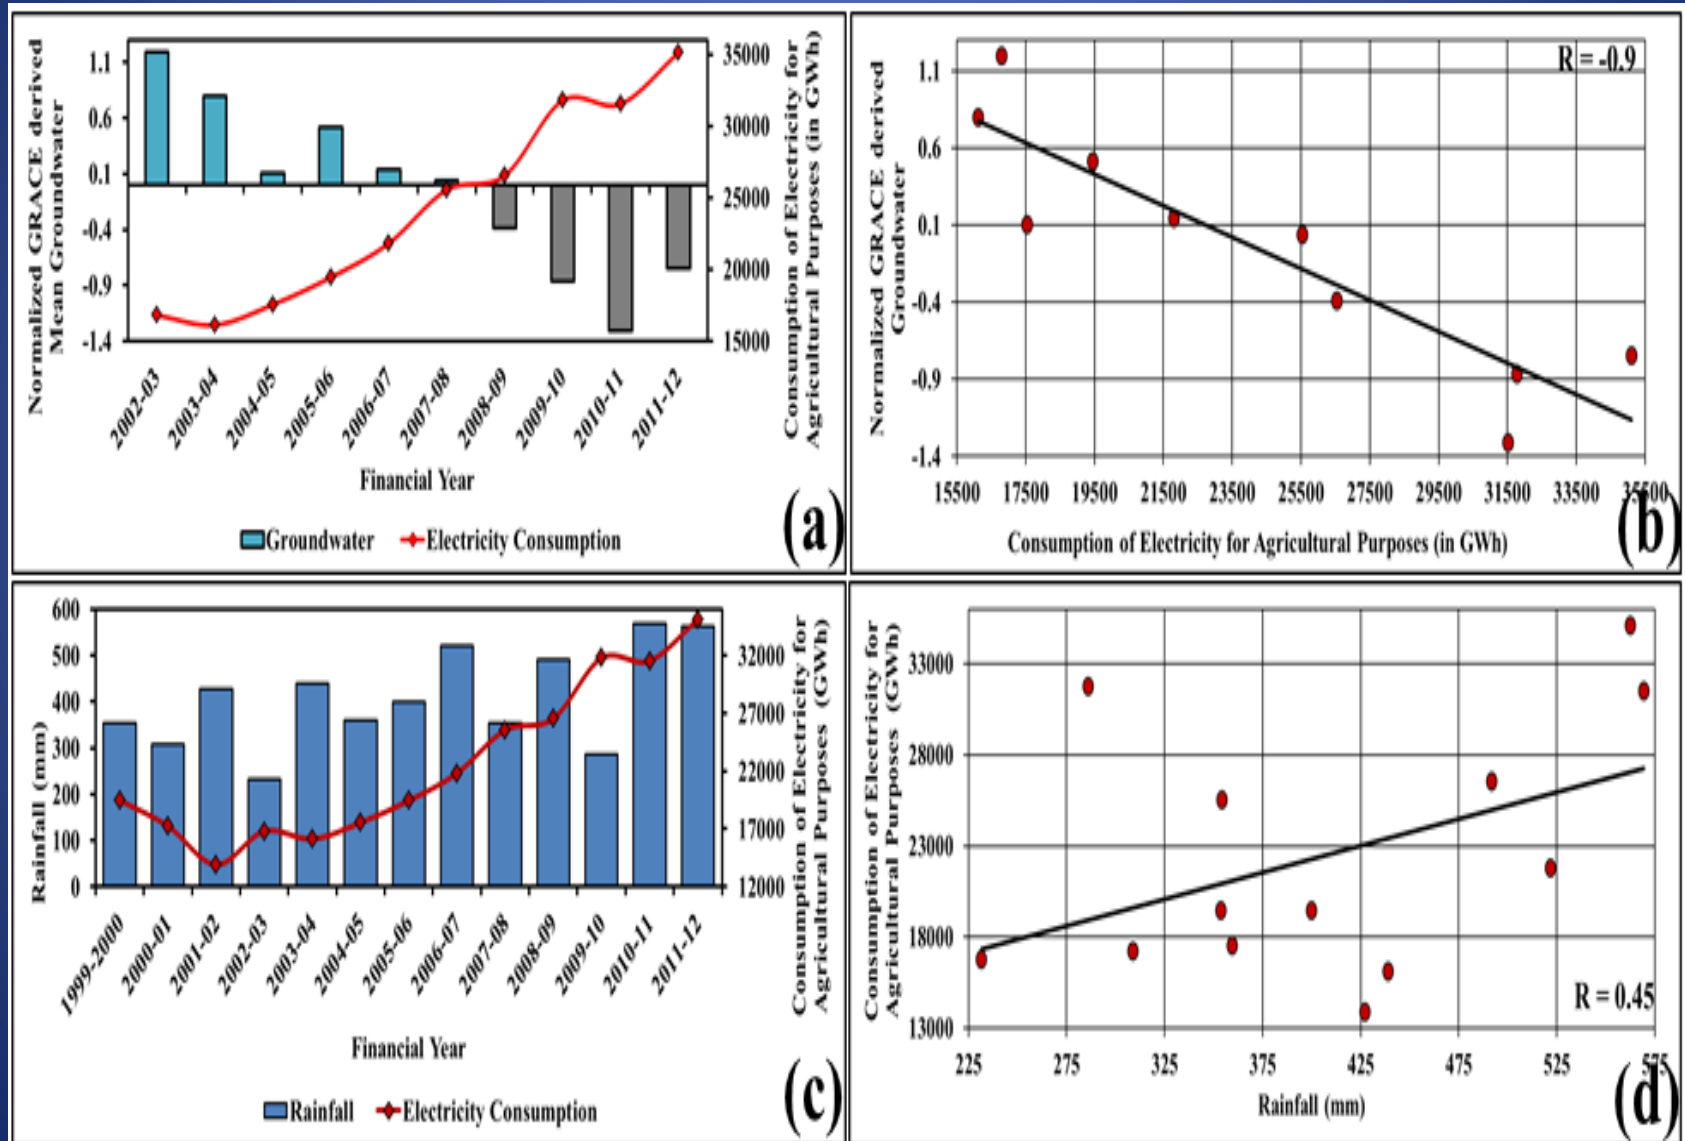 Normalized GRACE derived
Mean Groundwater
1.1
0.6
0.1
-0.4
-0.9
-1.4
35000
30000
25000
20000
15000
Consumption of Electricity for
Agricultural Purposes (in GWh)
2002-03
2003-04
2004-05
2005-06
2006-07
2007-08
2008-09
2009-10
2010-11
2011-12
Financial Year
Groundwater Electricity Consumption
(a)
Normalized GRACE derived
Groundwater
R = -0.9
1.1
0.6
0.1
-0.4
-0.9
-1.4
15500 17500 19500 21500 23500 25500 27500 29500 31500 33500 35500
Consumption of Electricity for Agricultural Purposes (in GWh)
(b)
Rainfall (mm)
600
500
400
300
200
100
0
32000
27000
22000
17000
12000
Consumption of Electricity for
Agricultural Purposes (GWh)
1999-2000
2000-01
2001-02
2002-03
2003-04
2004-05
2005-06
2006-07
2007-08
2008-09
2009-10
2010-11
2011-12
Financial Year
Rainfall Electricity Consumption
(c)
Consumption of Electricity for
Agricultural Purposes (GWh)
33000
28000
23000
18000
13000
R = 0.45
225 275 325 375 425 475 525 575
Rainfall (mm)
(d)